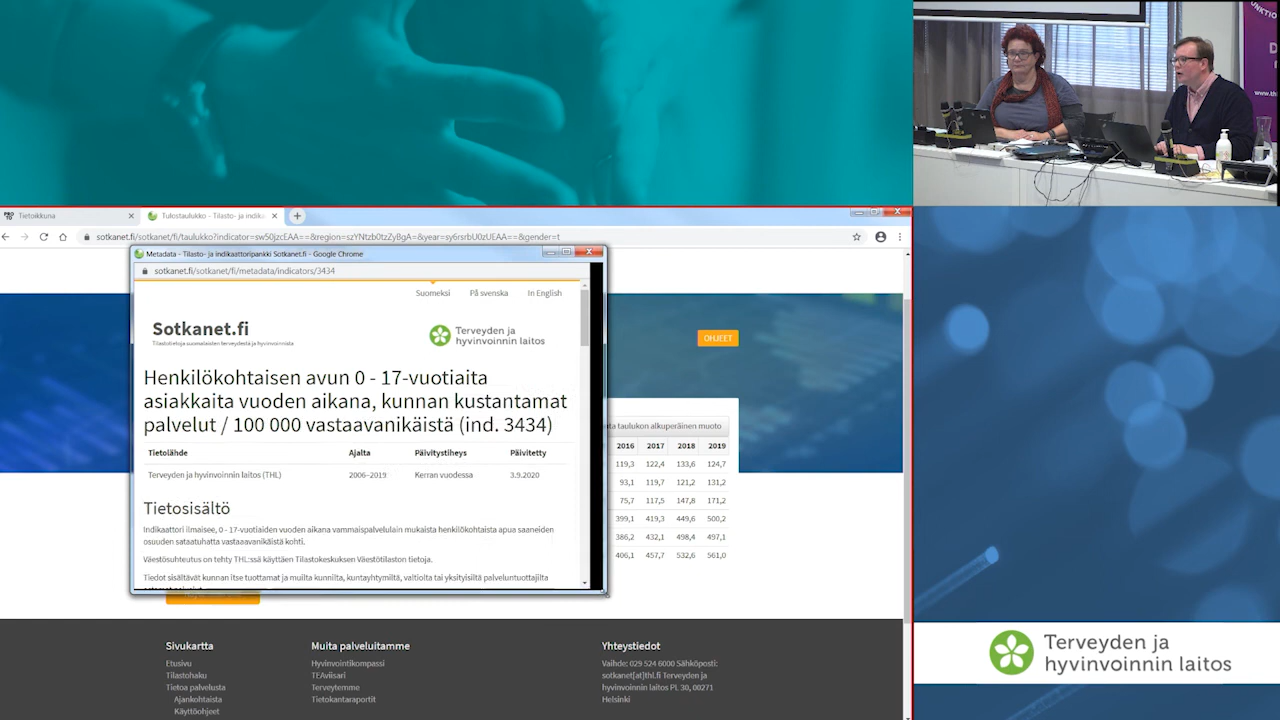 Tietoikkuna
Tulostaulukko - Tilasto- ja indika
sotkanet.fi/sotkanet/fi/taulukko?indicator=sw50jzcEAA==&region=szYNtzb0tzZyBgA=&year=sy6rsrbU0zUEAA==&gender=t
Metadata - Tilasto- ja indikaattoripankki Sotkanet.fi - Google Chrome
sotkanet.fi/sotkanet/fi/metadata/indicators/3434
Suomeksi På svenska In English
Sotkanet.fi
Tilastotietoja suomalaisten terveydestä ja hyvinvoinnista
Terveyden ja
hyvinvoinnin laitos
OHJEET
Henkilökohtaisen avun 0 - 17-vuotiaita
asiakkaita vuoden aikana, kunnan kustantamat
palvelut / 100 000 vastaavanikäistä (ind. 3434)
Tietolähde Ajalta Päivitystiheys Päivitetty
Terveyden ja hyvinvoinnin laitos (THL) 2006–2019 Kerran vuodessa 3.9.2020
Tietosisältö
Indikaattori ilmaisee, 0 - 17-vuotiaiden vuoden aikana vammaispalvelulain mukaista henkilökohtaista apua saaneiden
osuuden sataatuhatta vastaavanikäistä kohti.
Väestösuhteutus on tehty THL:ssä käyttäen Tilastokeskuksen Väestötilaston tietoja.
Tiedot sisältävät kunnan itse tuottamat ja muilta kunnilta, kuntayhtymiltä, valtiolta tai yksityisiltä palveluntuottajilta
taulukon alkuperäinen muoto
2016 2017 2018 2019
119,3 122,4 133,6 124,7
93,1 119,7 121,2 131,2
75,7 117,5 147,8 171,2
399,1 419,3 449,6 500,2
386,2 432,1 498,4 497,1
406,1 457,7 532,6 561,0
Sivukartta
Etusivu
Tilastohaku
Tietoa palvelusta
Ajankohtaista
Käyttöohjeet
Muita palveluitamme
Hyvinvointikompassi
TEAviisari
Terveytemme
Tietokantaraportit
Yhteystiedot
Vaihde: 029 524 6000 Sähköposti:
sotkanet[at]thl.fi Terveyden ja
hyvinvoinnin laitos PL 30, 00271
Helsinki
Terveyden ja
hyvinvoinnin laitos